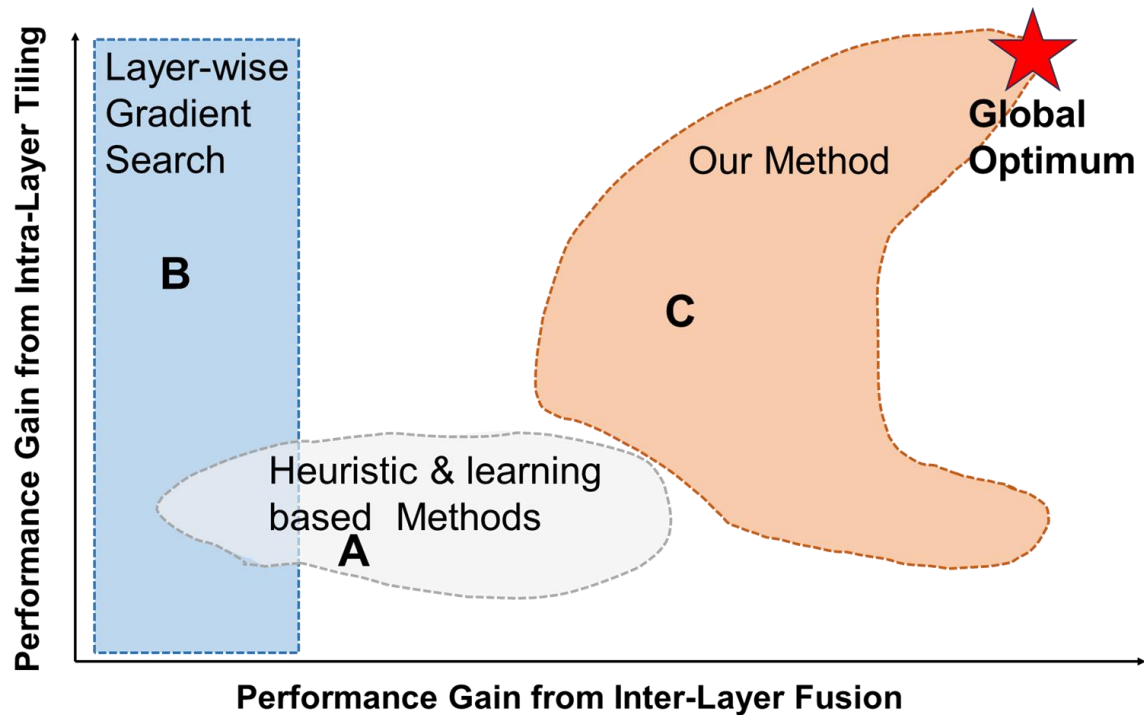 Performance Gain from Intra-Layer Tiling
Layer-wise
Gradient
Search
B
Our Method
Global
Optimum
C
Heuristic & learning
based Methods
A
Performance Gain from Inter-Layer Fusion